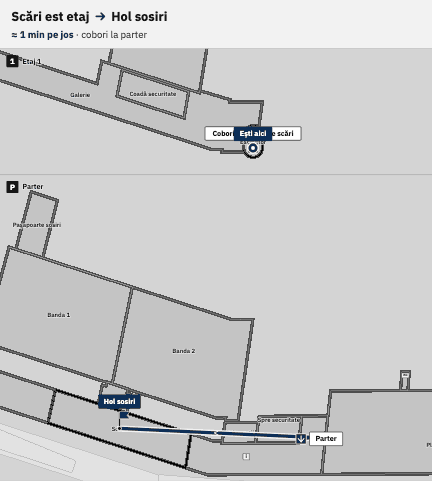 Scări est etaj → Hol sosiri
≈ 1 min pe jos · cobori la parter
1 Etaj 1
Galerie
Coadă securitate
Cobori
Ești aici
scări
P Parter
Pașapoarte sosiri
Banda 1
Banda 2
Hol sosiri
Spre securitate
Parter